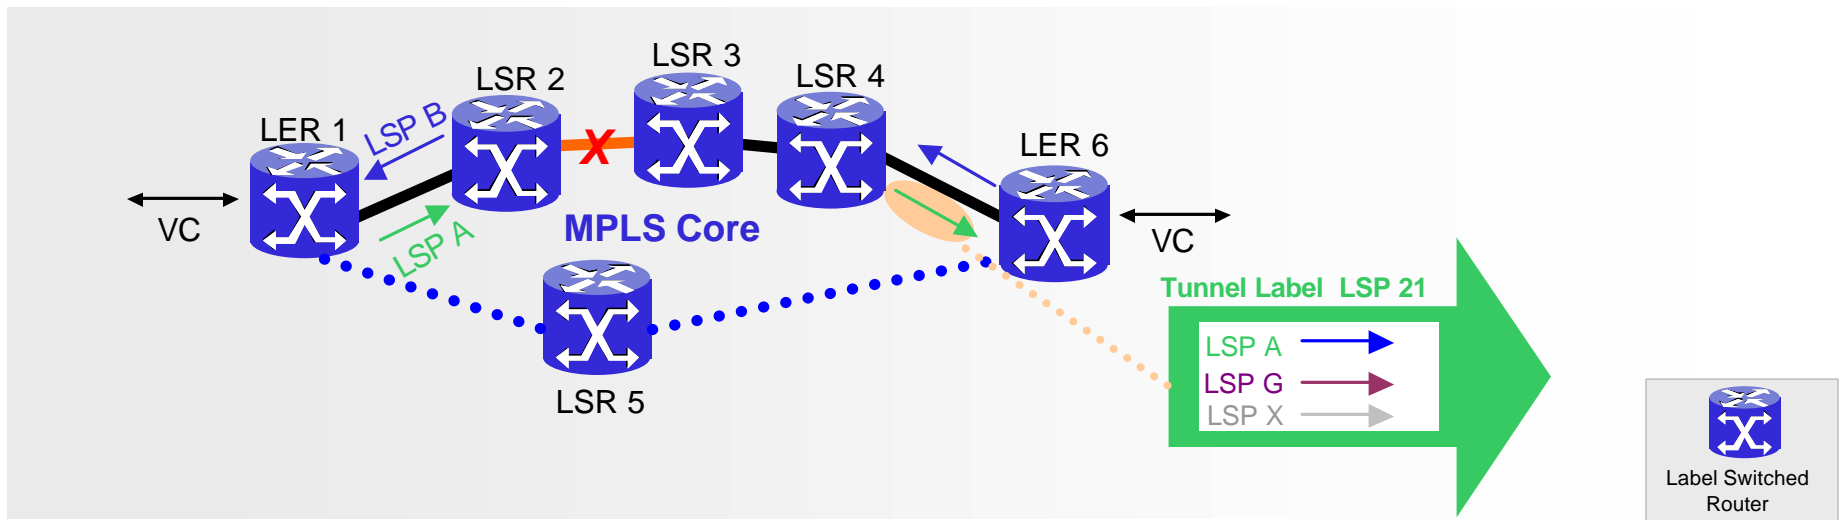 LSR 3
LSR 2
LSR 4
LER 1
LSP B
X
LER 6
VC
LSP A
MPLS Core
VC
Tunnel Label LSP 21
LSP A
LSP G
LSP X
LSR 5
Label Switched
Router